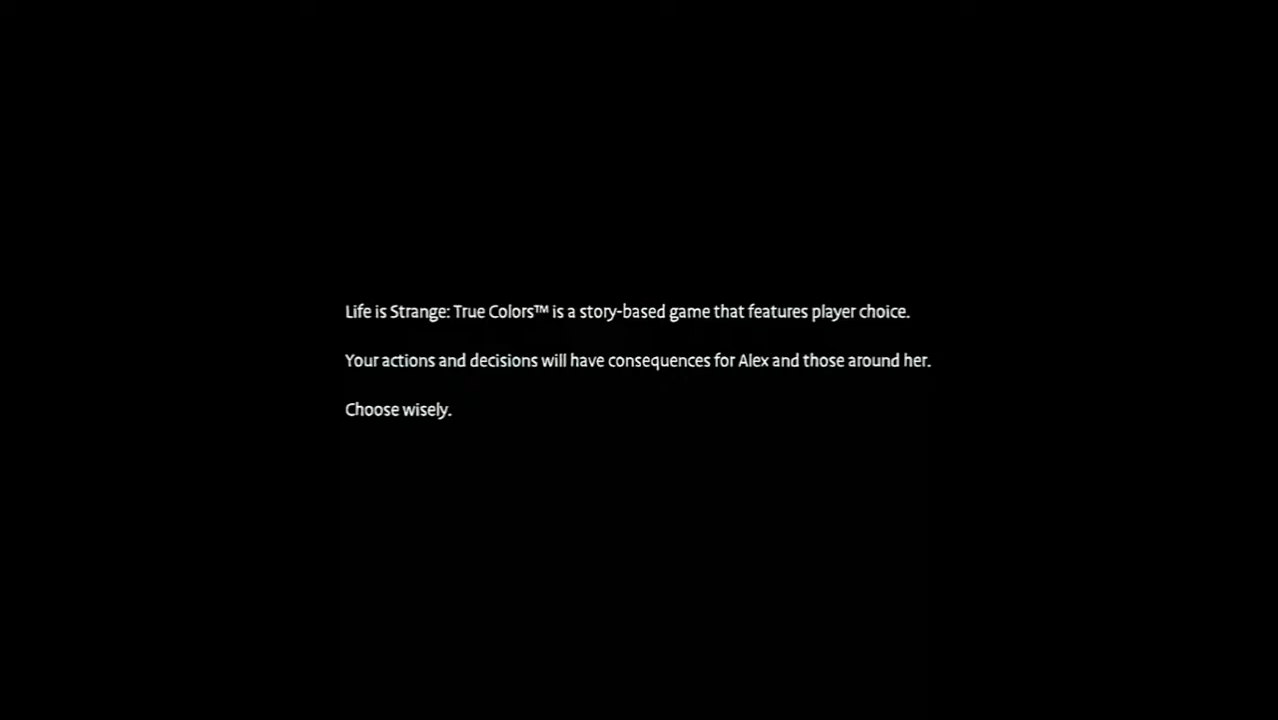 Life is Strange: True Colors™ is a story-based game that features player choice.
Your actions and decisions will have consequences for Alex and those around her.
Choose wisely.